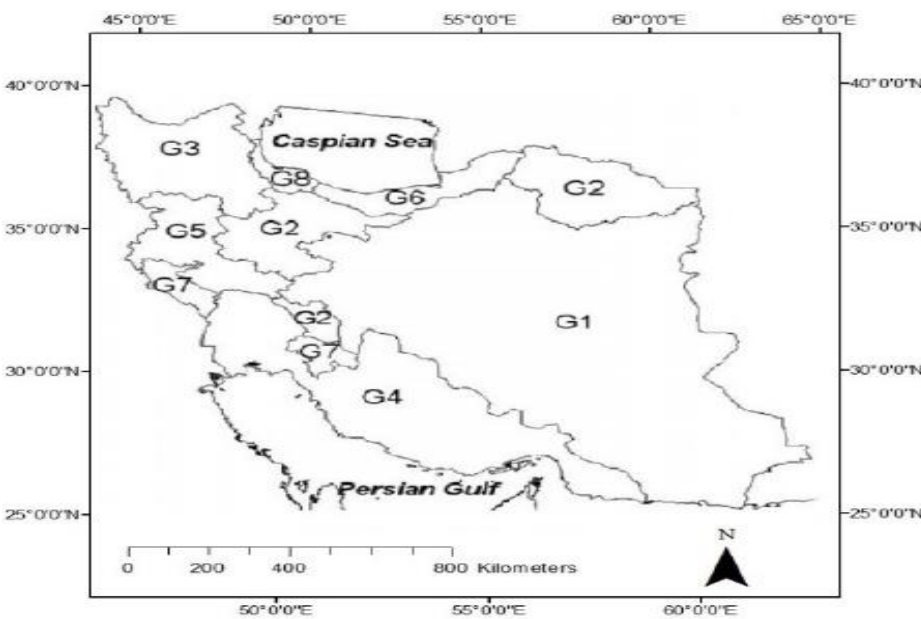 45°0'0"E 50°0'0"E 55°0'0"E 60°0'0"E 65°0'0"E
40°0'0"N 40°0'0"N
Caspian Sea
G3
G8
G2
G6
G5 G2
35°0'0"N 35°0'0"N
G7
G2
G1
G7
30°0'0"N 30°0'0"N
G4
Persian Gulf
25°0'0"N 25°0'0"N
N
0 200 400 800 Kilometers
50°0'0"E 55°0'0"E 60°0'0"E